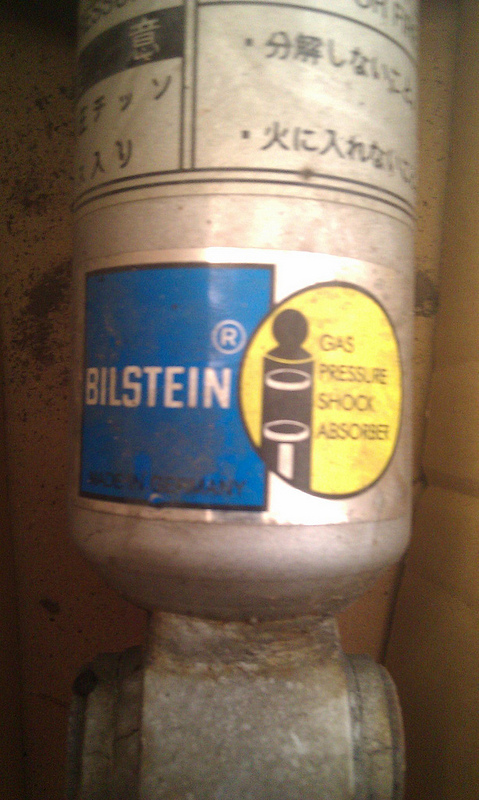 意
・分解しないこと
チッソ
・火に入れないこ
入り
®
BILSTEIN
MADE IN GERMANY
GAS
PRESSURE
SHOCK
ABSORBER